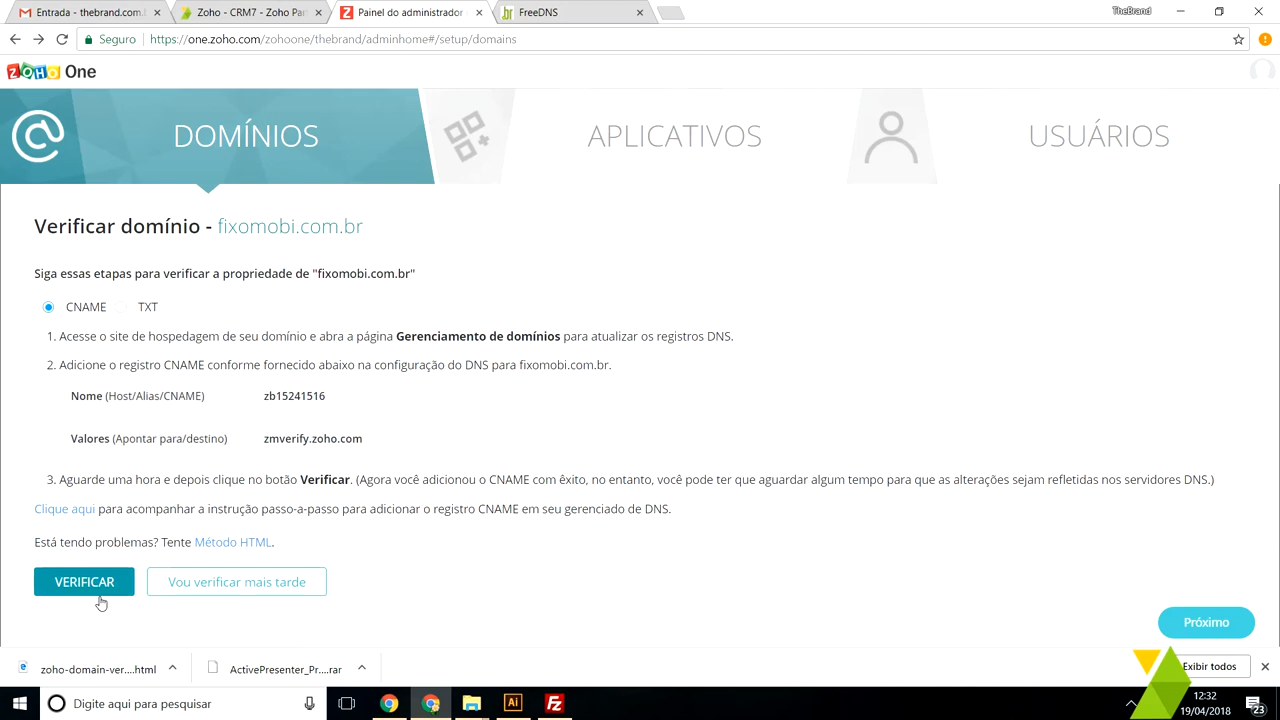 Entrada - thebrand.com.
Zoho - CRM7 - Zoho Par
Painel do administrador
FreeDNS
TheBrand
Seguro
https://one.zoho.com/zohoone/thebrand/adminhome#/setup/domains
ZOHO One
DOMÍNIOS
APLICATIVOS
USUÁRIOS
Verificar domínio - fixomobi.com.br
Siga essas etapas para verificar a propriedade de "fixomobi.com.br"
CNAME TXT
1. Acesse o site de hospedagem de seu domínio e abra a página Gerenciamento de domínios para atualizar os registros DNS.
2. Adicione o registro CNAME conforme fornecido abaixo na configuração do DNS para fixomobi.com.br.
Nome (Host/Alias/CNAME) zb15241516
Valores (Apontar para/destino) zmverify.zoho.com
3. Aguarde uma hora e depois clique no botão Verificar. (Agora você adicionou o CNAME com êxito, no entanto, você pode ter que aguardar algum tempo para que as alterações sejam refletidas nos servidores DNS.)
Clique aqui para acompanhar a instrução passo-a-passo para adicionar o registro CNAME em seu gerenciado de DNS.
Está tendo problemas? Tente Método HTML.
VERIFICAR
Vou verificar mais tarde
Próximo
zoho-domain-ver....html
ActivePresenter_Pr....rar
Exibir todos
Digite aqui para pesquisar
Ai
Fz
12:32
19/04/2018
23